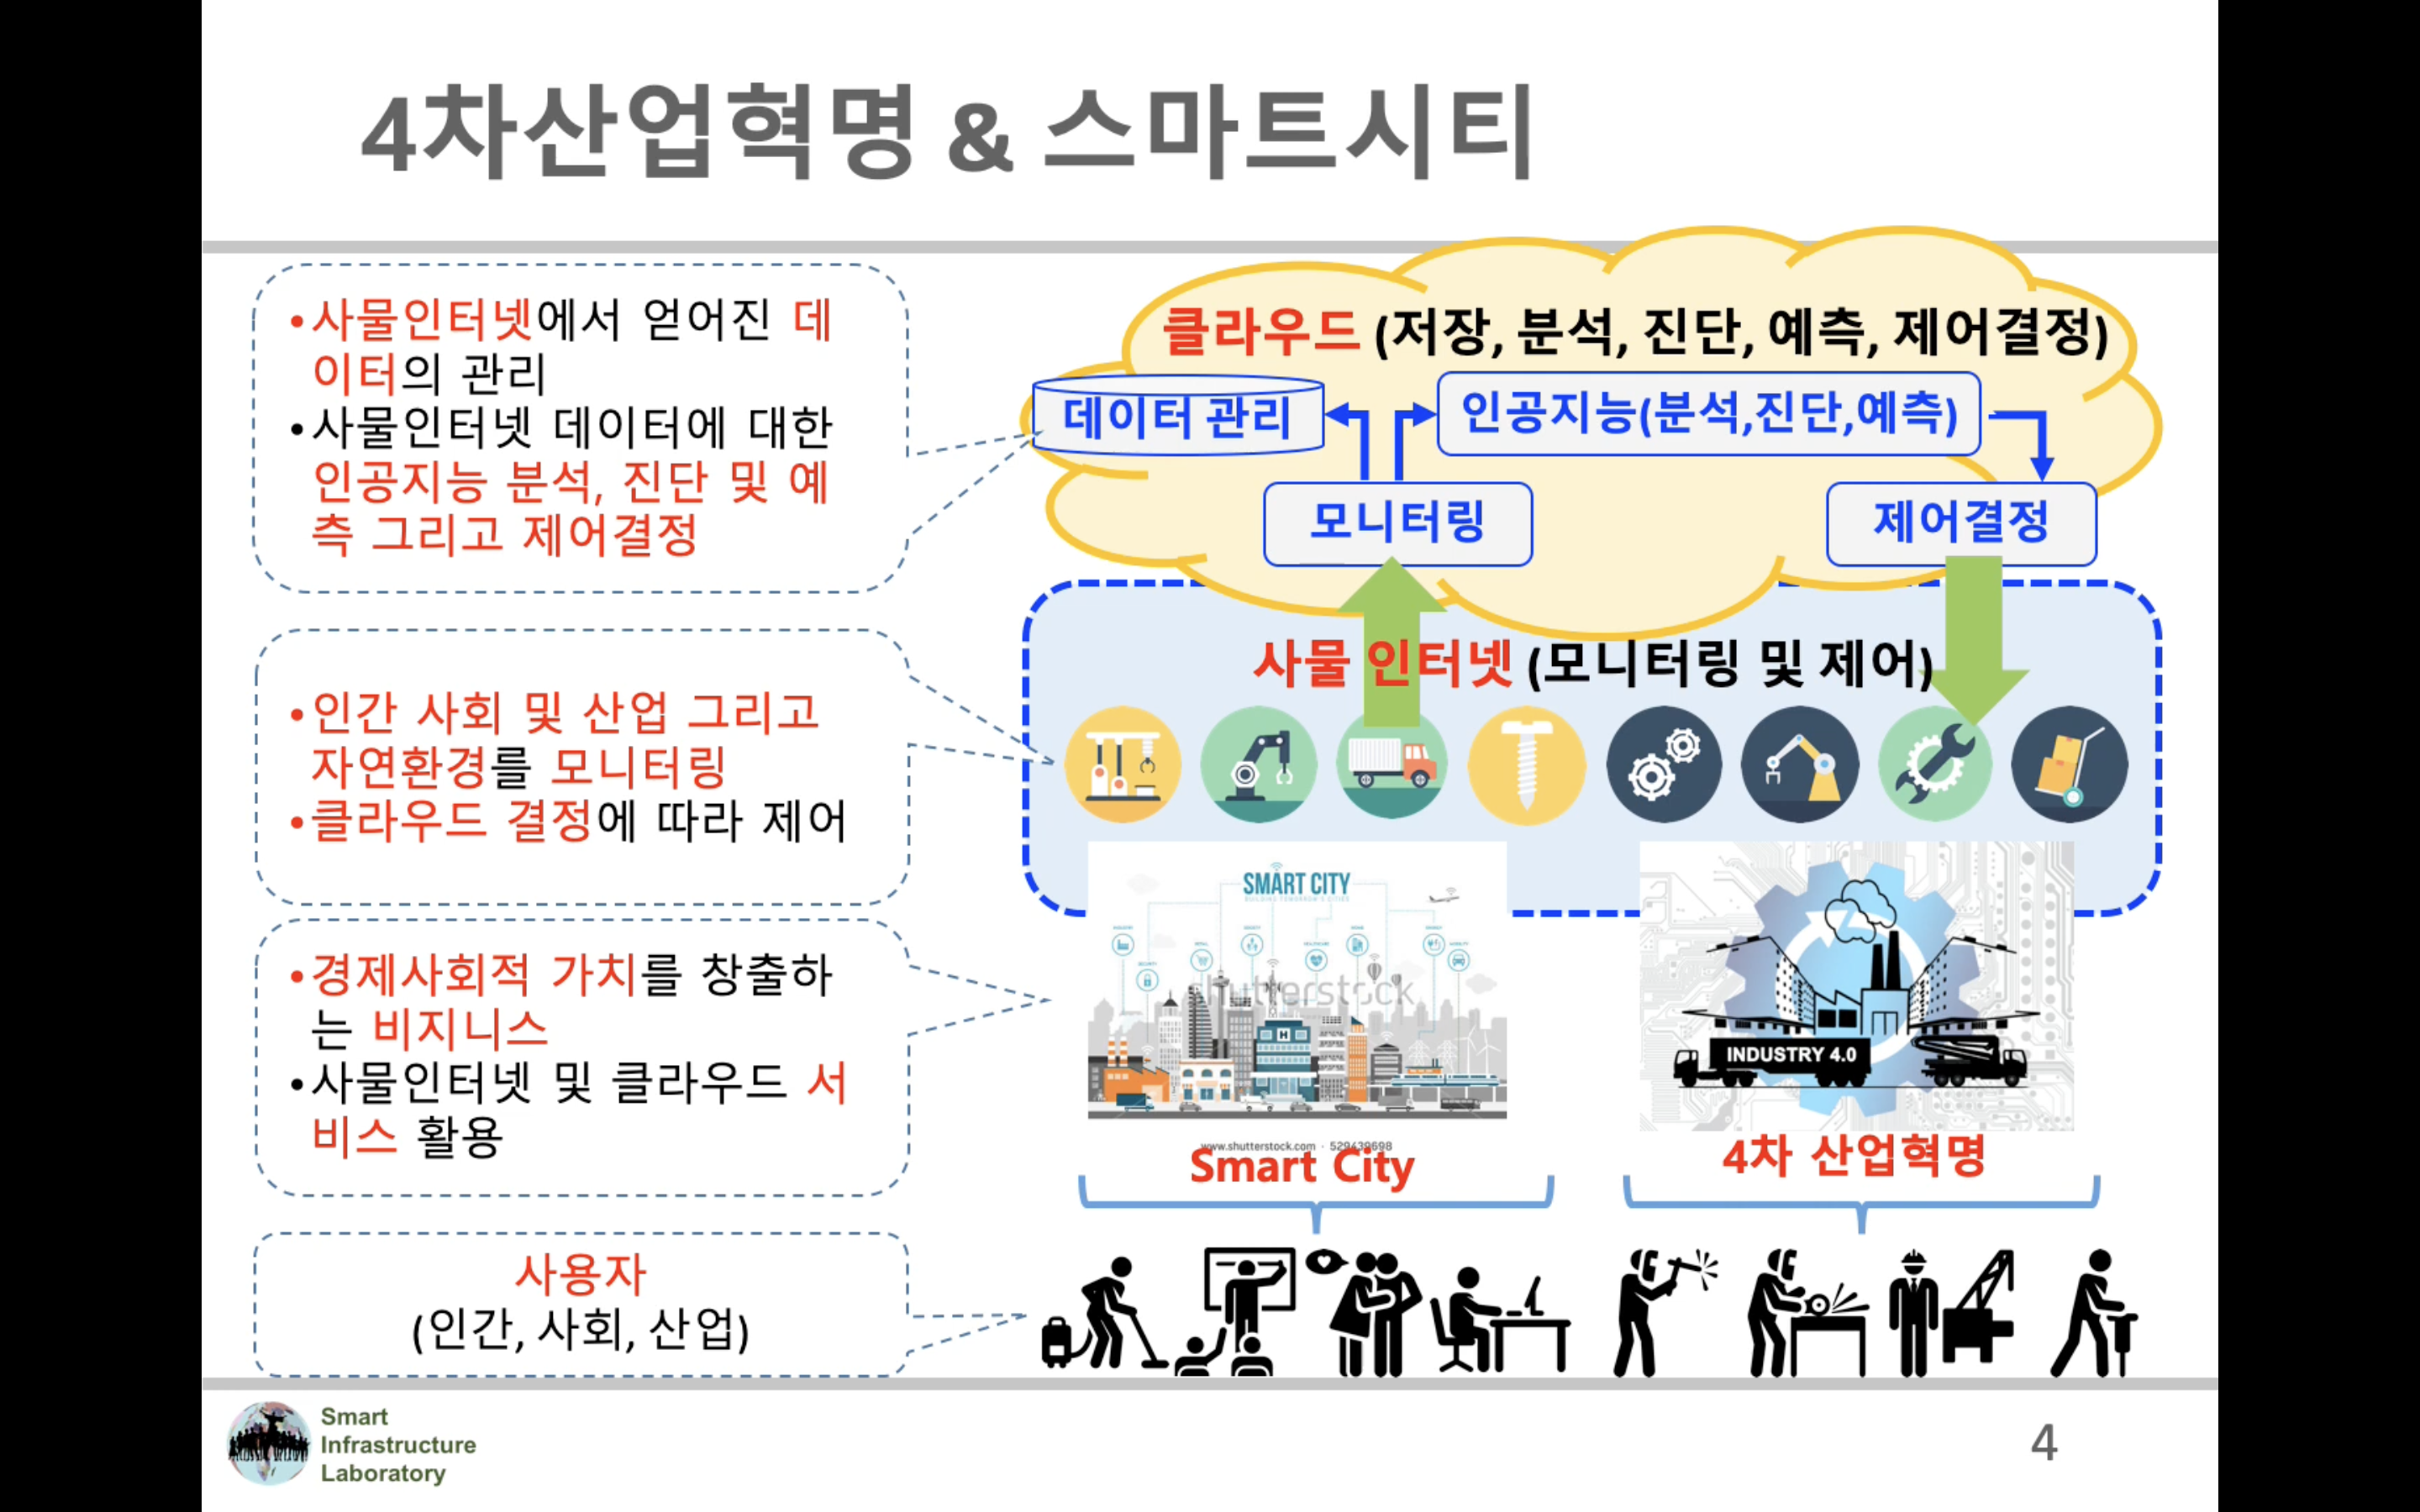 4차산업혁명 & 스마트시티
•사물인터넷에서 얻어진 데
이터의 관리
•사물인터넷 데이터에 대한
인공지능 분석, 진단 및 예
측 그리고 제어결정
•인간 사회 및 산업 그리고
자연환경를 모니터링
•클라우드 결정에 따라 제어
•경제사회적 가치를 창출하
는 비지니스
•사물인터넷 및 클라우드 서
비스 활용
사용자
(인간, 사회, 산업)
클라우드 (저장, 분석, 진단, 예측, 제어결정)
데이터 관리
인공지능(분석,진단,예측)
모니터링
제어결정
사물 인터넷 (모니터링 및 제어)
SMART CITY
BUILDING TOMORROW'S CITIES
shutterstock
www.shutterstock.com · 529439698
Smart City
INDUSTRY 4.0
4차 산업혁명
Smart
Infrastructure
Laboratory
4